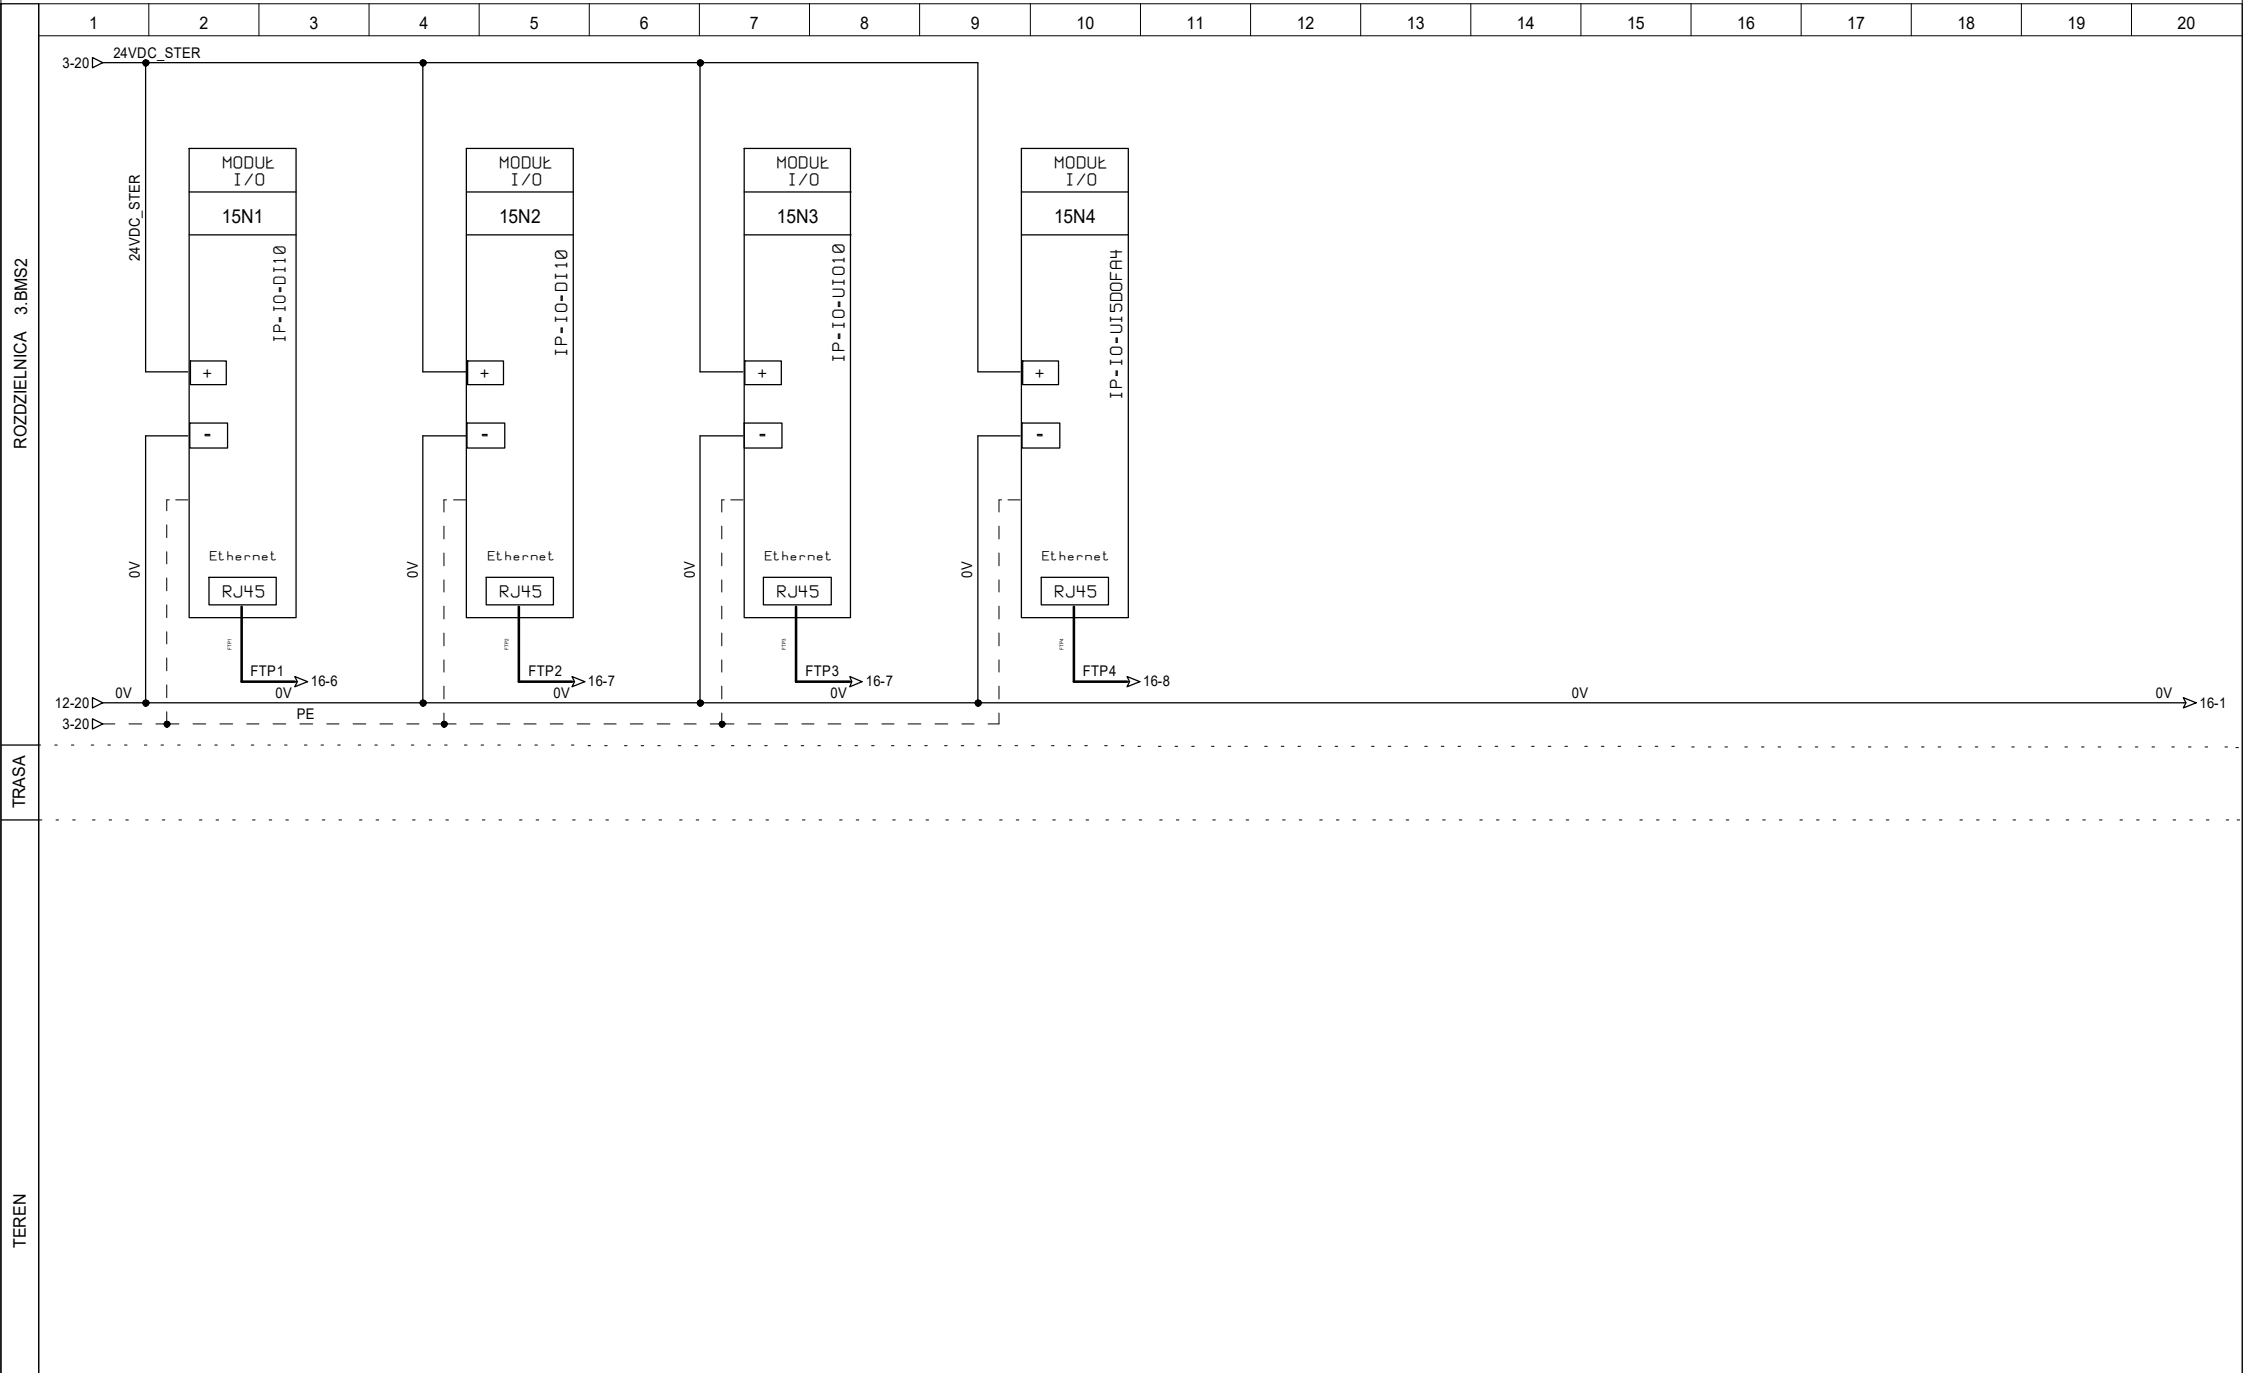 1 2 3 4 5 6 7 8 9 10 11 12 13 14 15 16 17 18 19 20
3-20 24VDC_STER
24VDC_STER
MODUŁ
I/O
15N1
IP-IO-DI10
+
-
0V
Ethernet
RJ45
FTP1
FTP1
16-6
MODUŁ
I/O
15N2
IP-IO-DI10
+
-
0V
Ethernet
RJ45
FTP2
FTP2
16-7
MODUŁ
I/O
15N3
IP-IO-UIO10
+
-
0V
Ethernet
RJ45
FTP3
FTP3
16-7
MODUŁ
I/O
15N4
IP-IO-UI5DOFA4
+
-
0V
Ethernet
RJ45
FTP4
FTP4
16-8
12-20 0V 0V 0V 0V 0V 0V 16-1
3-20 PE
ROZDZIELNICA 3.BMS2
TRASA
TEREN